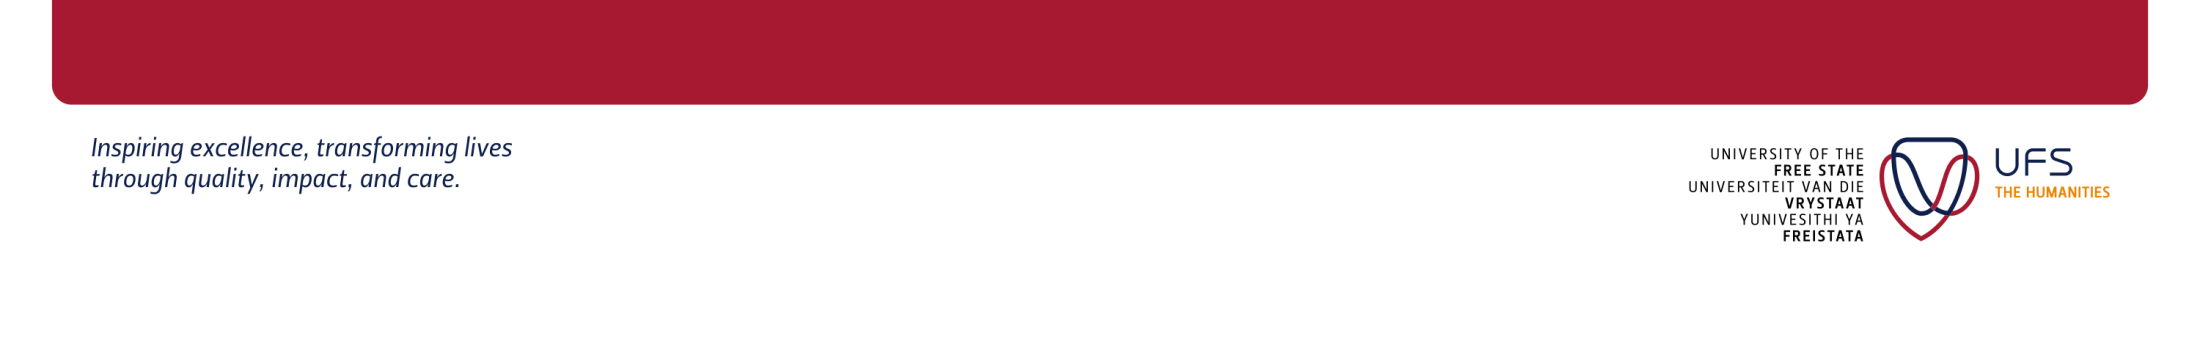 Inspiring excellence, transforming lives
through quality, impact, and care.
UNIVERSITY OF THE
FREE STATE
UNIVERSITEIT VAN DIE
VRYSTAAT
YUNIVESITHI YA
FREISTATA
UFS
THE HUMANITIES